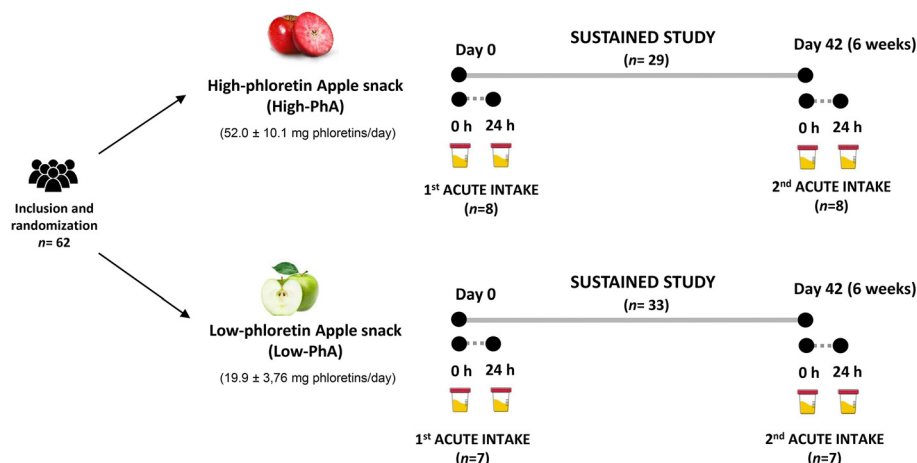 Inclusion and
randomization
n= 62
High-phloretin Apple snack
(High-PhA)
(52.0 ± 10.1 mg phloretins/day)
Day 0
SUSTAINED STUDY
(n= 29)
Day 42 (6 weeks)
0 h 24 h
1st ACUTE INTAKE
(n=8)
0 h 24 h
2nd ACUTE INTAKE
(n=8)
Low-phloretin Apple snack
(Low-PhA)
(19.9 ± 3,76 mg phloretins/day)
Day 0
SUSTAINED STUDY
(n= 33)
Day 42 (6 weeks)
0 h 24 h
1st ACUTE INTAKE
(n=7)
0 h 24 h
2nd ACUTE INTAKE
(n=7)